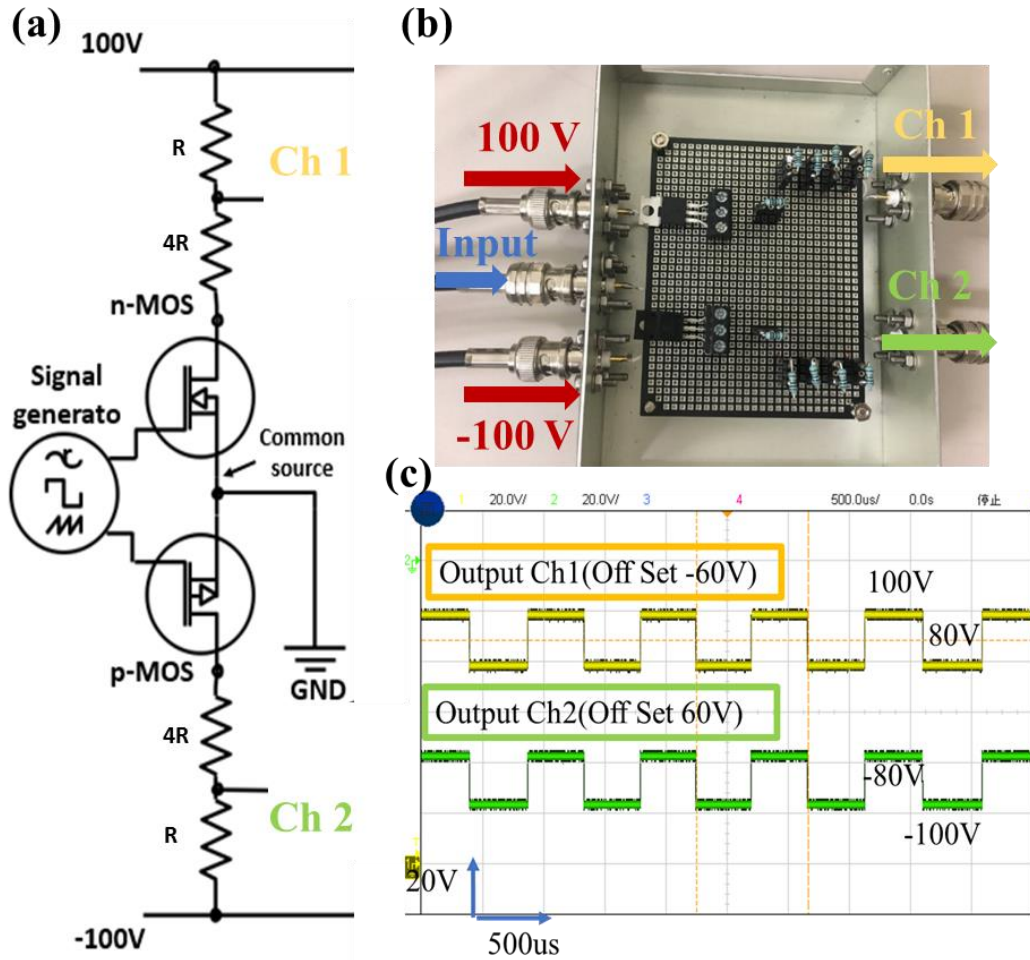 (a)
100V
R
Ch 1
4R
n-MOS
Signal
generato
Common
source
p-MOS
GND
4R
Ch 2
R
-100V
(b)
100 V
Input
-100 V
Ch 1
Ch 2
(c)
1 20.0V/ 2 20.0V/ 3 4 500.0us/ 0.0s 停止
2
Output Ch1(Off Set -60V)
100V
80V
Output Ch2(Off Set 60V)
-80V
-100V
20V
500us